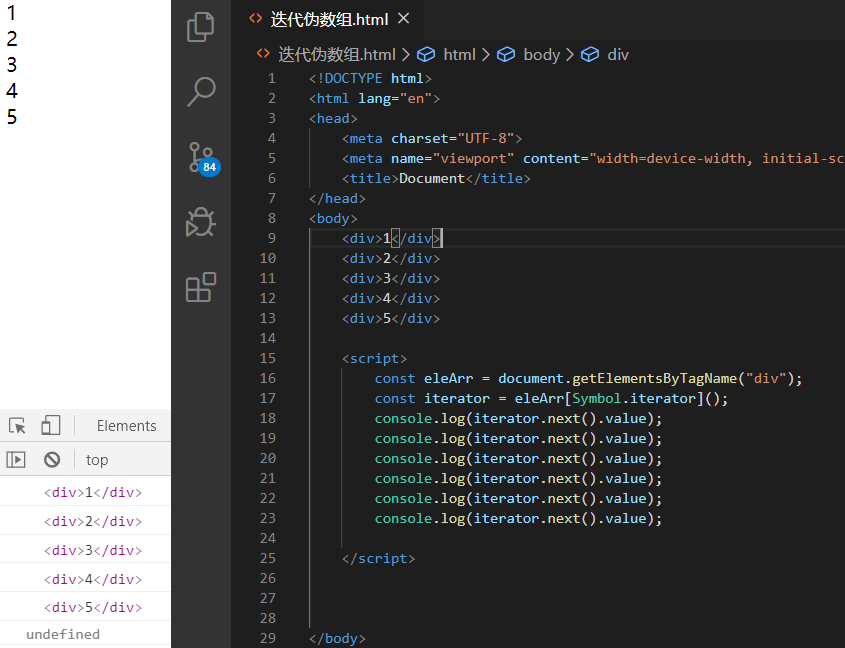 1
2
3
4
5
Elements
top
<div>1</div>
<div>2</div>
<div>3</div>
<div>4</div>
<div>5</div>
undefined
84
<> 迭代伪数组.html ×
<> 迭代伪数组.html > html > body > div
1 <!DOCTYPE html>
2 <html lang="en">
3 <head>
4 <meta charset="UTF-8">
5 <meta name="viewport" content="width=device-width, initial-sc
6 <title>Document</title>
7 </head>
8 <body>
9 <div>1</div>
10 <div>2</div>
11 <div>3</div>
12 <div>4</div>
13 <div>5</div>
14
15 <script>
16 const eleArr = document.getElementsByTagName("div");
17 const iterator = eleArr[Symbol.iterator]();
18 console.log(iterator.next().value);
19 console.log(iterator.next().value);
20 console.log(iterator.next().value);
21 console.log(iterator.next().value);
22 console.log(iterator.next().value);
23 console.log(iterator.next().value);
24
25 </script>
26
27
28
29 </body>